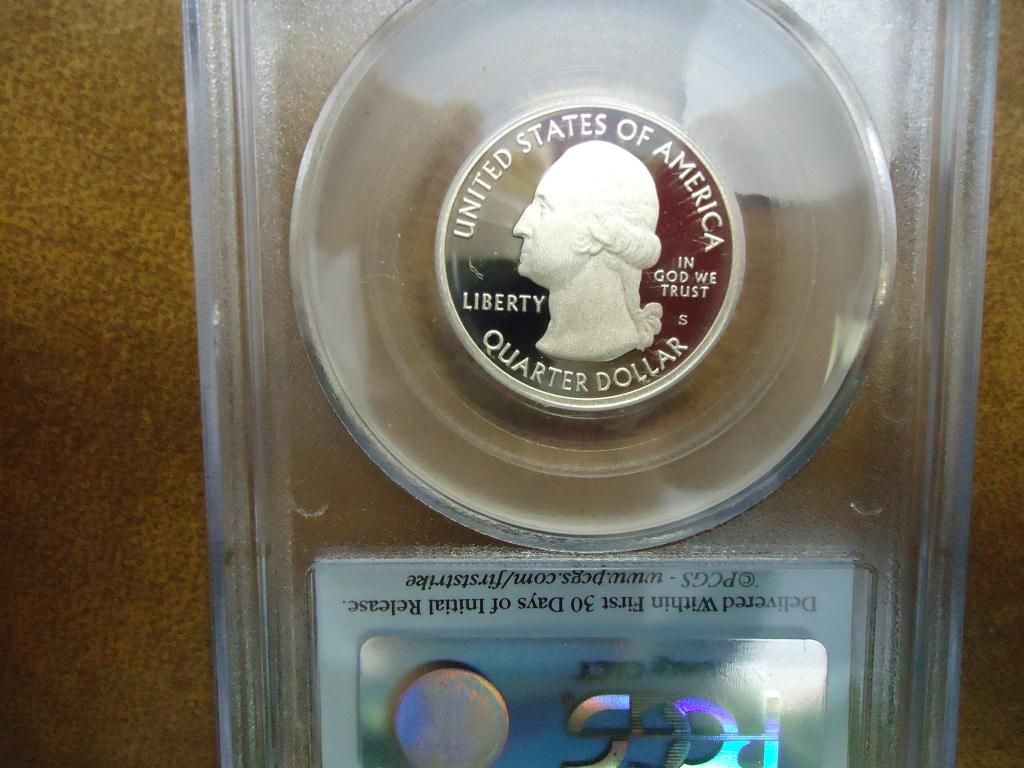 UNITED STATES OF AMERICA
LIBERTY
IN
GOD WE
TRUST
S
QUARTER DOLLAR
Delivered Within First 30 Days of Initial Release.
©PCGS - www.pcgs.com/firststrike
PCGS